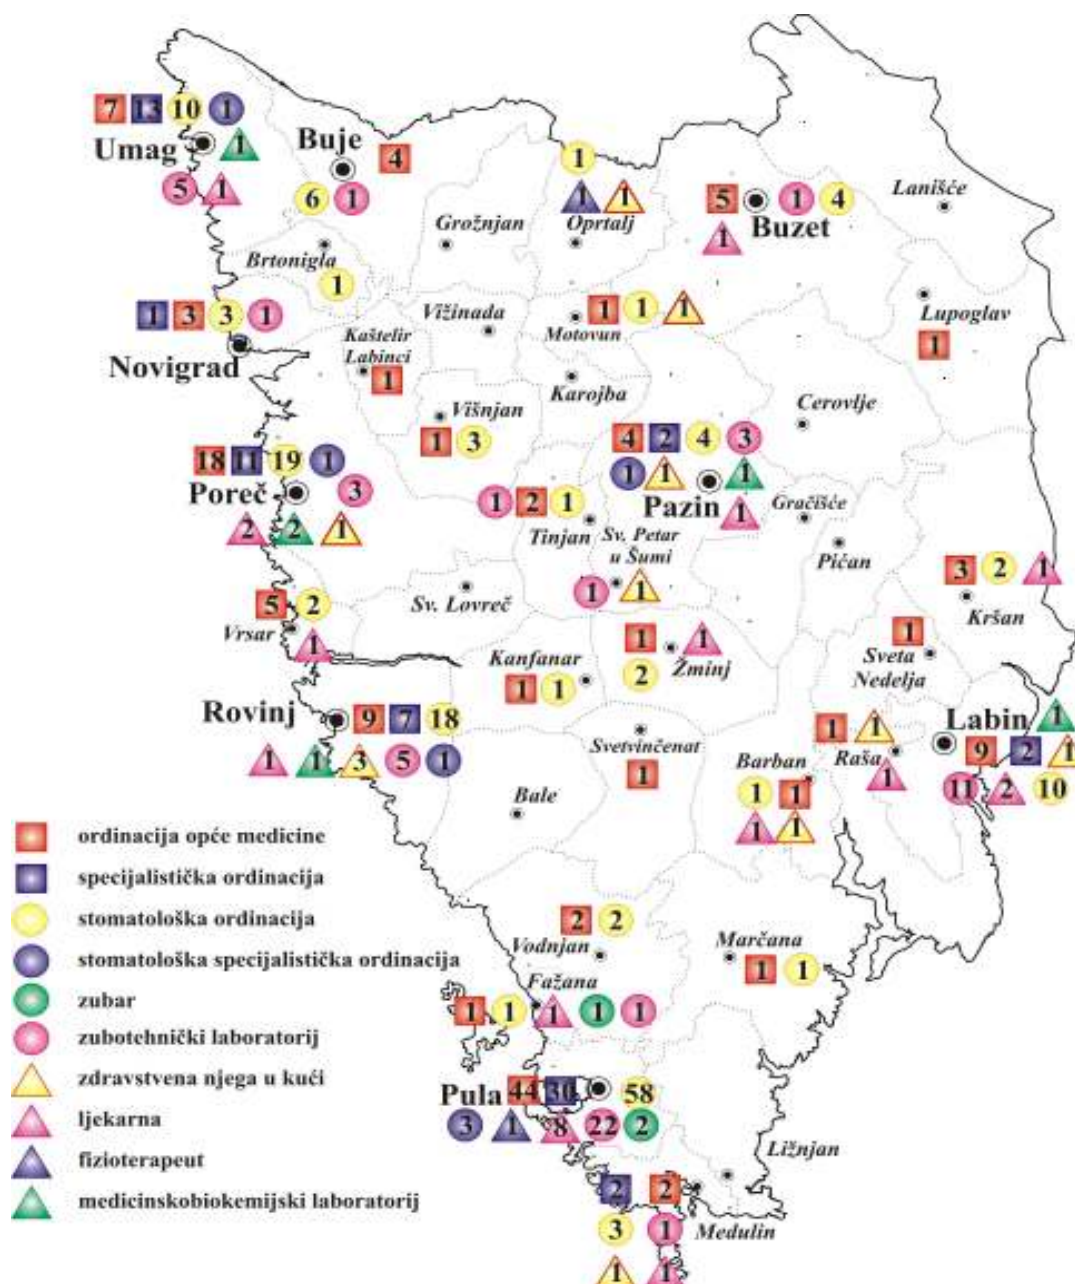 7 13 10 1
Umag 1
5 1
Buje 4
6 1
1
1 1
Oprtalj
Grožnjan
5 1 4
Buzet
1
Lanišće
Brtonigla
1
1 3 3 1
Novigrad
Vižinada
Kaštelir
Labinci
1
1 1 1
Motovun
Karojba
Lupoglav
1
Višnjan
1 3
Cerovlje
4 2 4 3
1 1 1
Pazin 1
Gračišće
Pićan
18 11 19 1
Poreč 3
2 2 1
1 2 1
Tinjan
Sv. Petar
u Šumi
1 1
Sv. Lovreč
5 2
Vrsar
1
3 2 1
Kršan
1
Sveta
Nedelja
1 1
Žminj
2
Kanfanar
1 1
Rovinj 9 7 18
1 1 3 5 1
Svetvinčenat
1
Bale
Barban
1 1
1 1
1 1
Raša
1
Labin 1
9 2 1
11 2 10
ordinacija opće medicine
specijalistička ordinacija
stomatološka ordinacija
stomatološka specijalistička ordinacija
zubar
zubotehnički laboratorij
zdravstvena njega u kući
ljekarna
fizioterapeut
medicinskobiokemijski laboratorij
2 2
Vodnjan
Marčana
1 1
Fažana
1 1 1 1 1
Pula 44 30 58
3 1 8 22 2
Ližnjan
2 2
3 1
Medulin
1 1